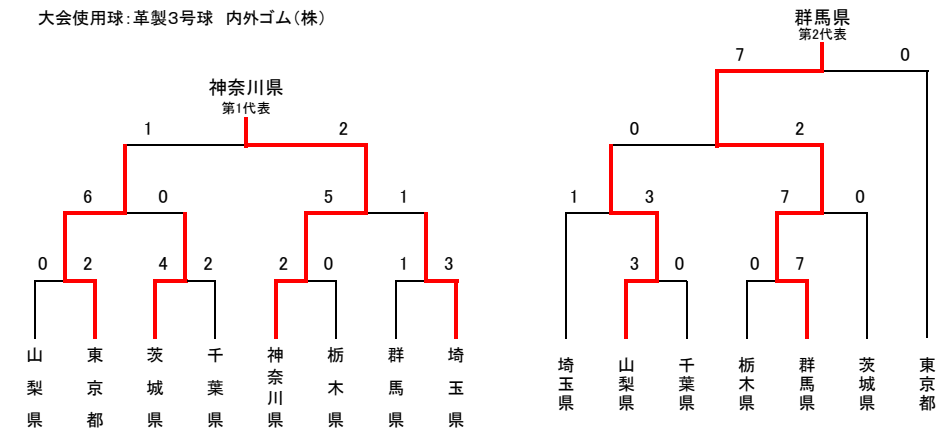 大会使用球：革製３号球　内外ゴム（株）
神奈川県
第1代表
1 2
6 0 5 1
0 2 4 2 2 0 1 3
山梨県
東京都
茨城県
千葉県
神奈川県
栃木県
群馬県
埼玉県
群馬県
第2代表
7 0
0 2
1 3 7 0
3 0 0 7
埼玉県
山梨県
千葉県
栃木県
群馬県
茨城県
東京都